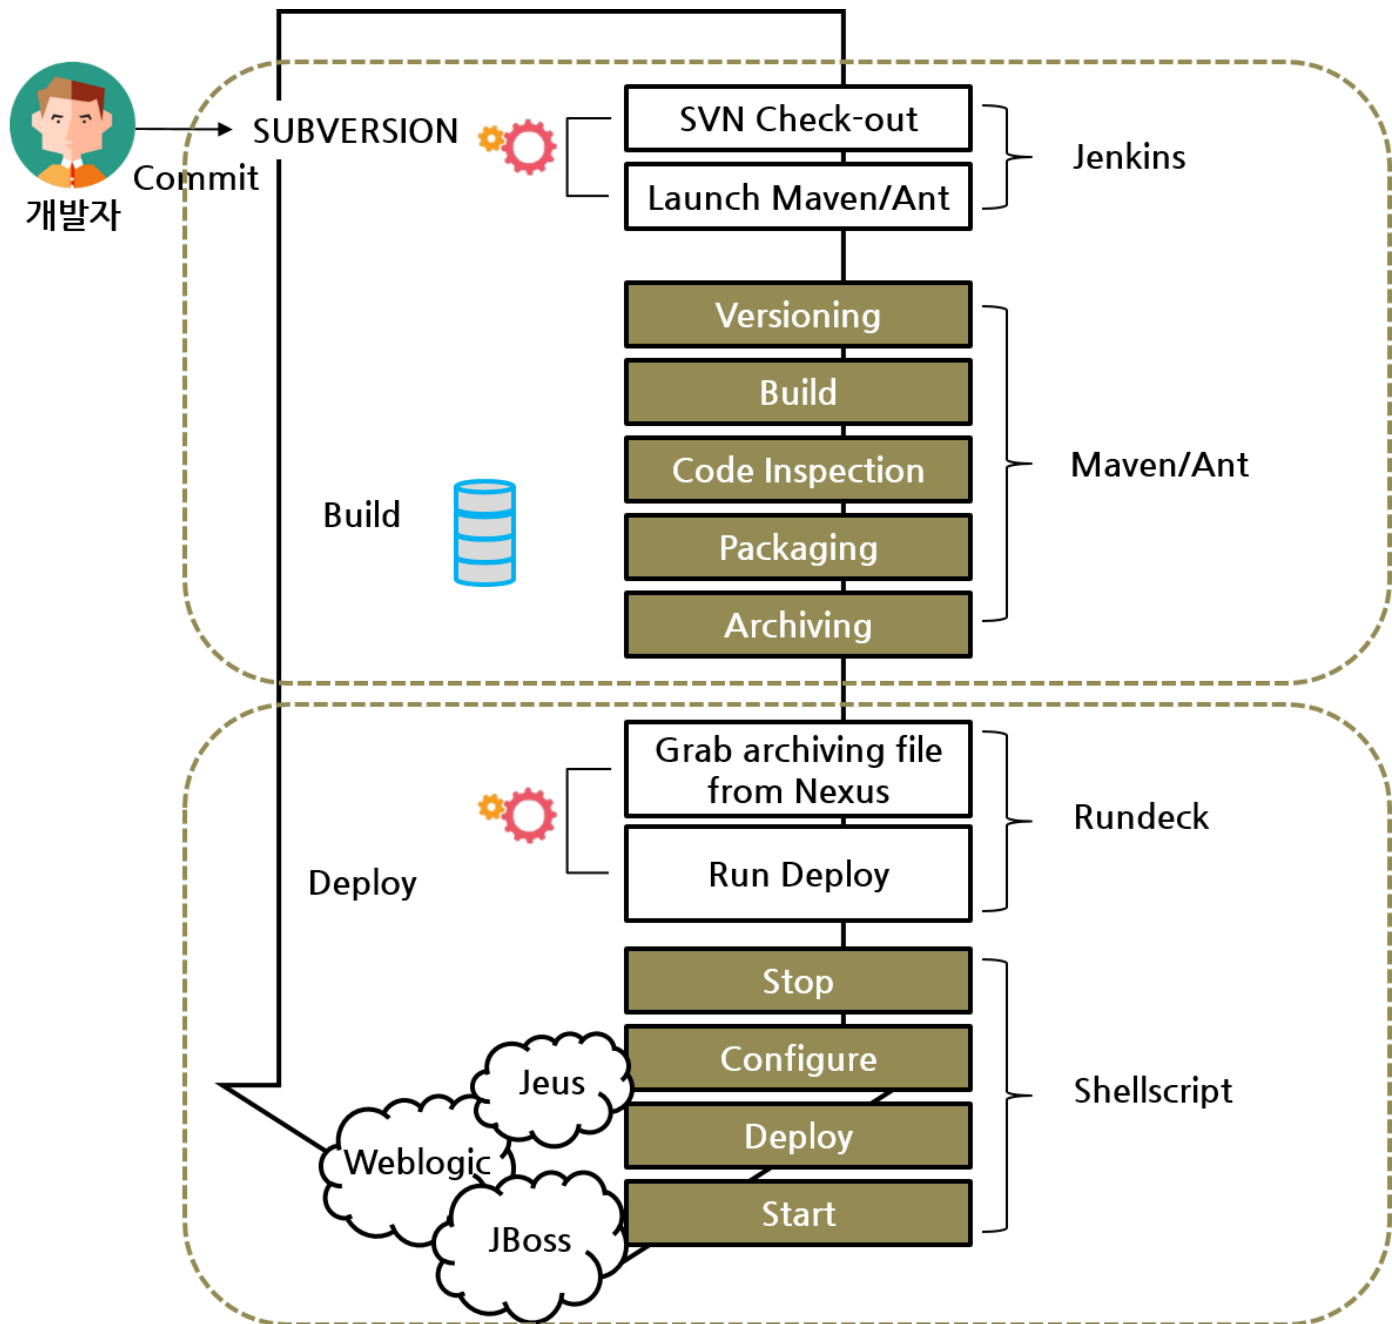 SUBVERSION
Commit
개발자
SVN Check-out
Launch Maven/Ant
Jenkins
Versioning
Build
Code Inspection
Packaging
Archiving
Maven/Ant
Build
Grab archiving file
from Nexus
Run Deploy
Rundeck
Deploy
Stop
Configure
Deploy
Start
Shellscript
Jeus
Weblogic
JBoss